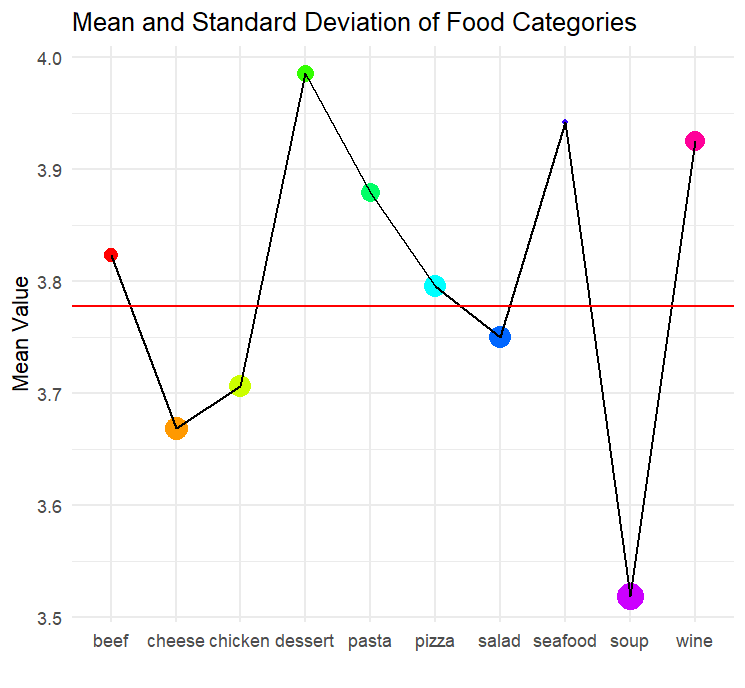 Mean and Standard Deviation of Food Categories
Mean Value
4.0
3.9
3.8
3.7
3.6
3.5
beef cheese chicken dessert pasta pizza salad seafood soup wine